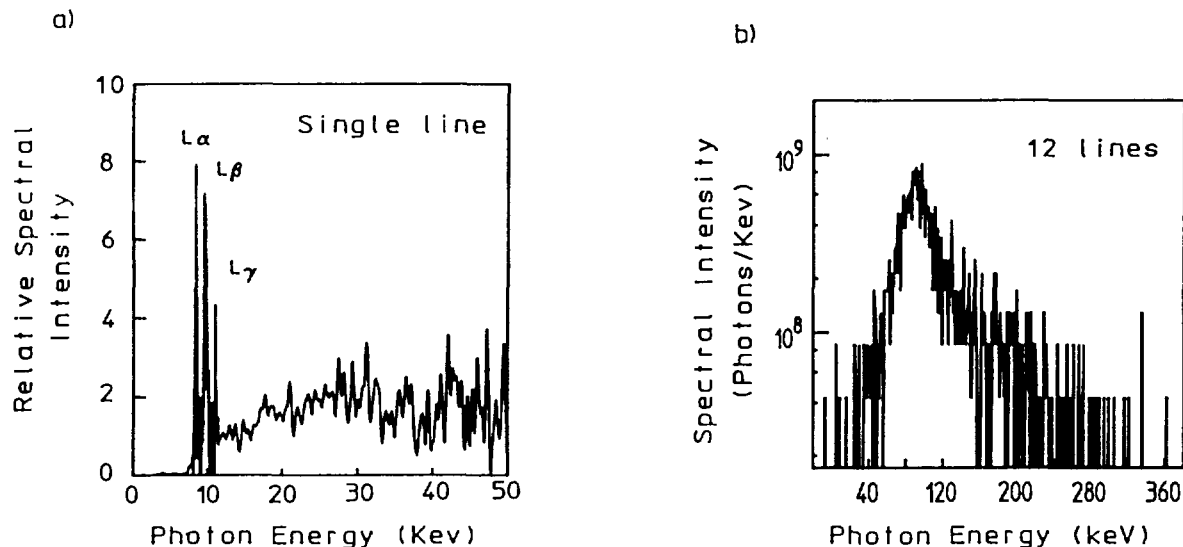 a)
10
8
6
4
2
0
Relative Spectral
Intensity
Single line
Lα
Lβ
Lγ
0 10 20 30 40 50
Photon Energy (Kev)
b)
10⁹
10⁸
Spectral Intensity
(Photons/Kev)
12 lines
40 120 200 280 360
Photon Energy (keV)